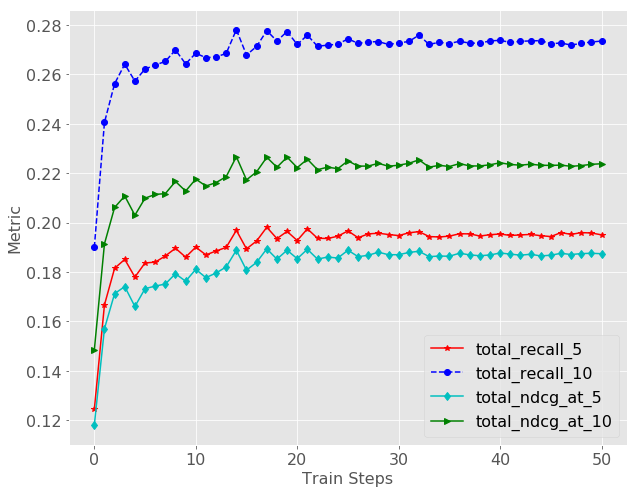 0.28
0.26
0.24
0.22
0.20
0.18
0.16
0.14
0.12
Metric
total_recall_5
total_recall_10
total_ndcg_at_5
total_ndcg_at_10
0 10 20 30 40 50
Train Steps